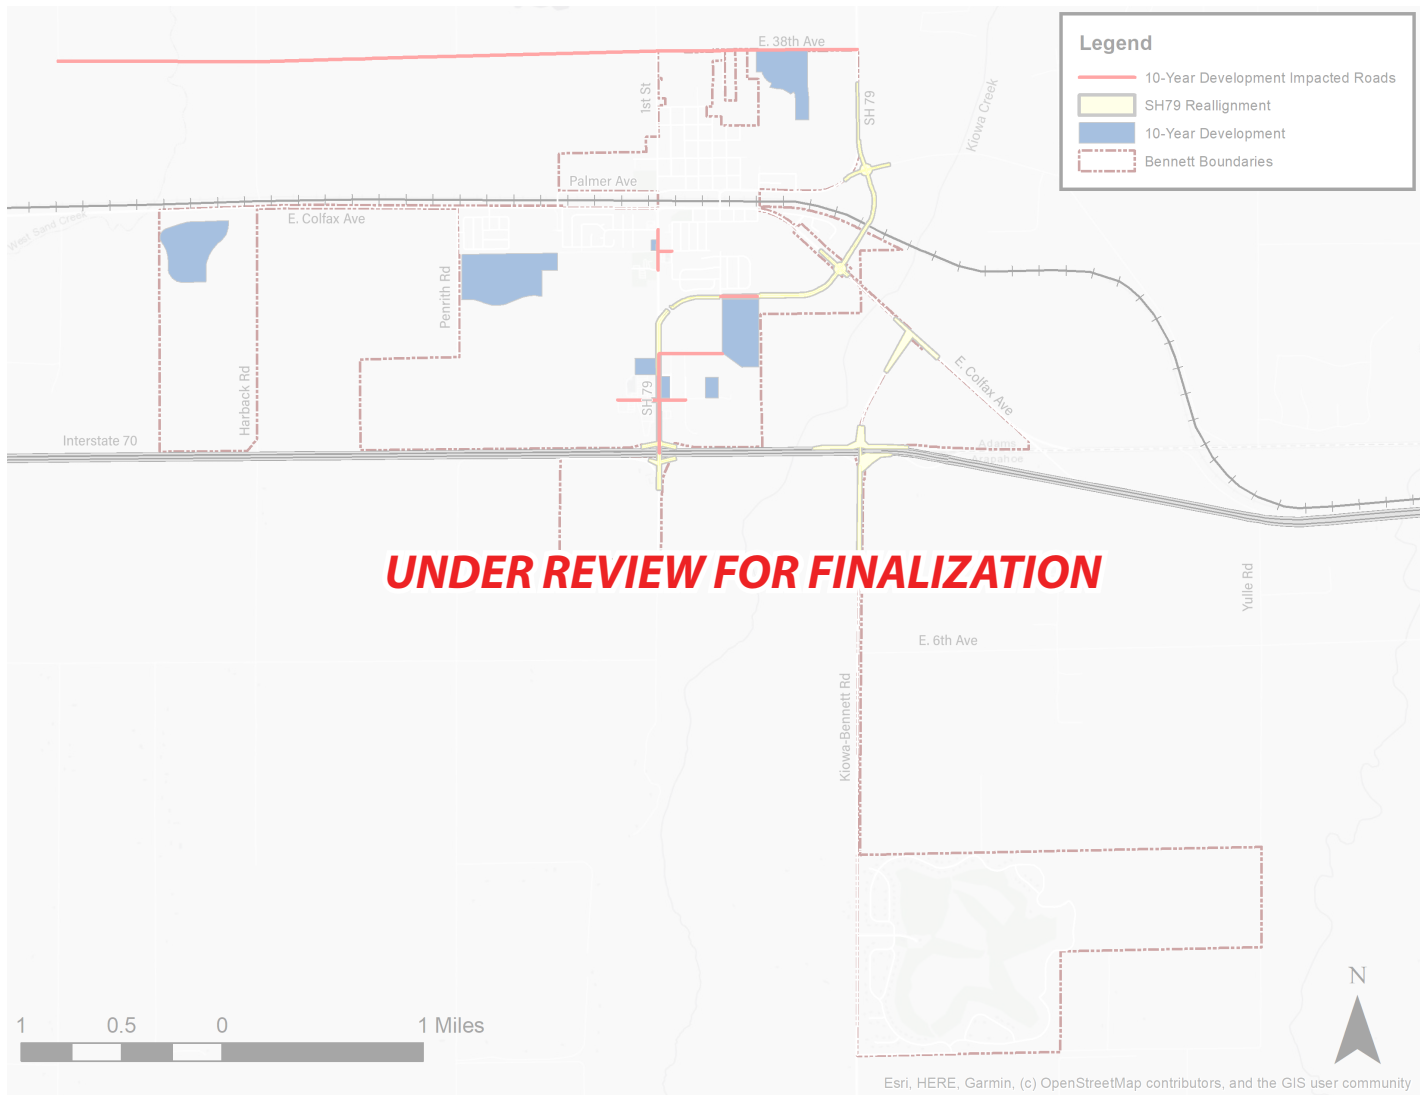 Legend
10-Year Development Impacted Roads
SH79 Reallignment
10-Year Development
Bennett Boundaries
E. 38th Ave
1st St
SH 79
Kiowa Creek
Palmer Ave
West Sand Creek
E. Colfax Ave
Penrith Rd
Harback Rd
SH 79
E. Colfax Ave
Interstate 70
Adams
Arapahoe
UNDER REVIEW FOR FINALIZATION
Yulle Rd
E. 6th Ave
Kiowa-Bennett Rd
N
1 0.5 0 1 Miles
Esri, HERE, Garmin, (c) OpenStreetMap contributors, and the GIS user community